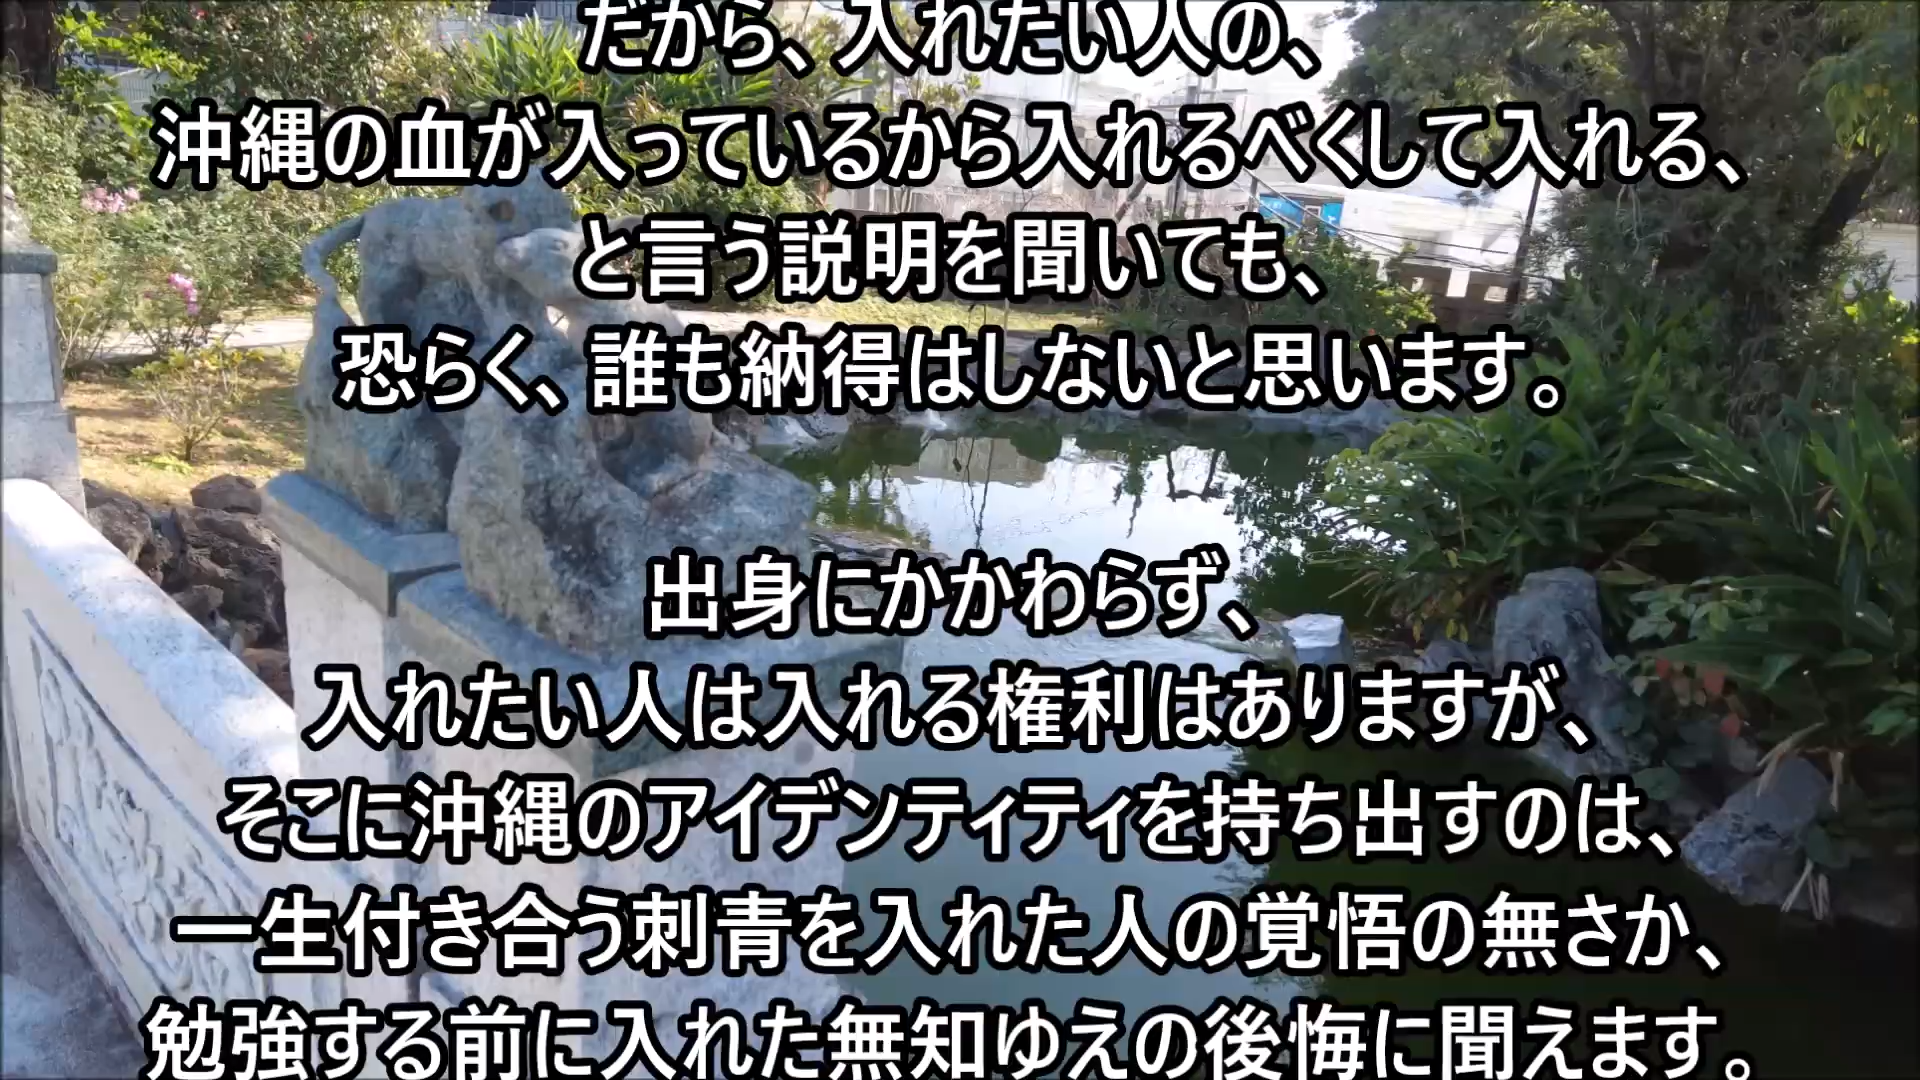 だから、入れたい人の、
沖縄の血が入っているから入れるべくして入れる、
と言う説明を聞いても、
恐らく、誰も納得はしないと思います。
出身にかかわらず、
入れたい人は入れる権利はありますが、
そこに沖縄のアイデンティティを持ち出すのは、
一生付き合う刺青を入れた人の覚悟の無さか、
勉強する前に入れた無知ゆえの後悔に聞えます。